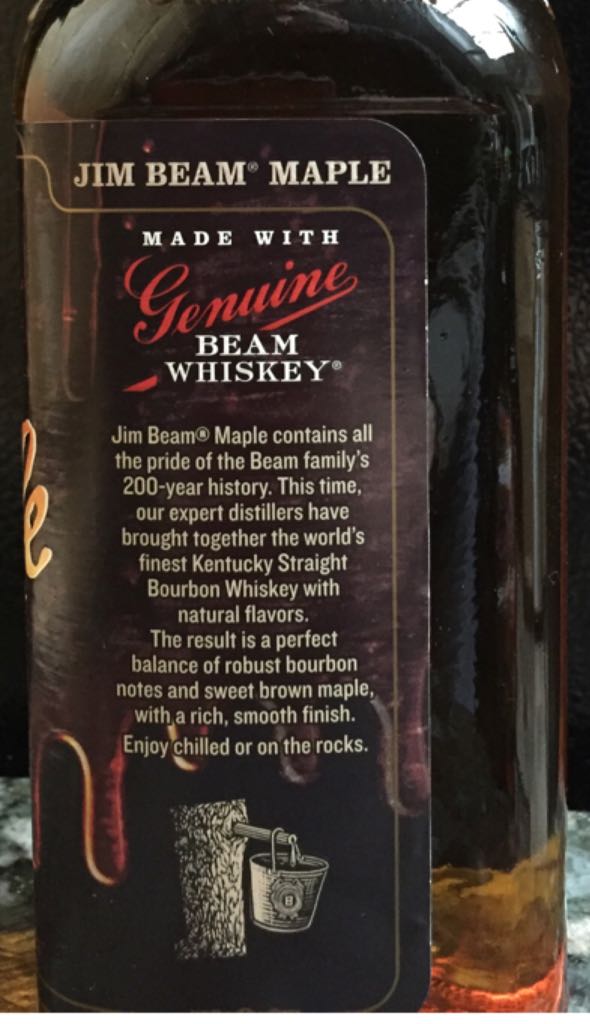 JIM BEAM® MAPLE
MADE WITH
Genuine
BEAM
WHISKEY®
Jim Beam® Maple contains all
the pride of the Beam family's
200-year history. This time,
our expert distillers have
brought together the world's
finest Kentucky Straight
Bourbon Whiskey with
natural flavors.
The result is a perfect
balance of robust bourbon
notes and sweet brown maple,
with a rich, smooth finish.
Enjoy chilled or on the rocks.
le
B